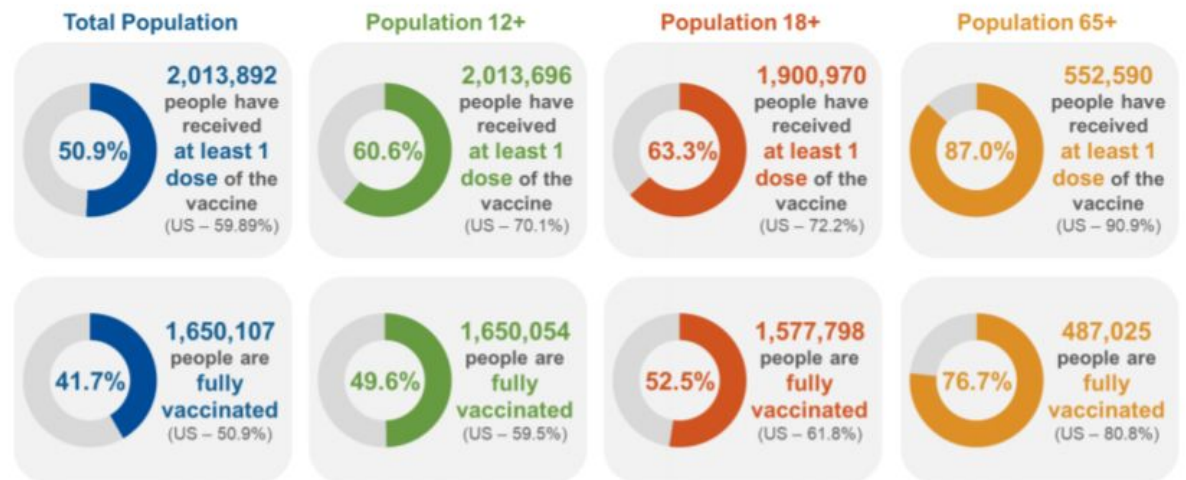 Total Population
50.9%
2,013,892
people have
received
at least 1
dose of the
vaccine
(US – 59.89%)
Population 12+
60.6%
2,013,696
people have
received
at least 1
dose of the
vaccine
(US – 70.1%)
Population 18+
63.3%
1,900,970
people have
received
at least 1
dose of the
vaccine
(US – 72.2%)
Population 65+
87.0%
552,590
people have
received
at least 1
dose of the
vaccine
(US – 90.9%)
41.7%
1,650,107
people are
fully
vaccinated
(US – 50.9%)
49.6%
1,650,054
people are
fully
vaccinated
(US – 59.5%)
52.5%
1,577,798
people are
fully
vaccinated
(US – 61.8%)
76.7%
487,025
people are
fully
vaccinated
(US – 80.8%)